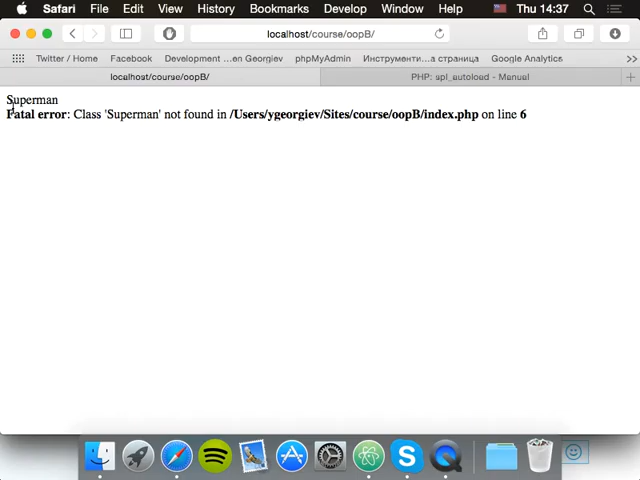 Safari File Edit View History Bookmarks Develop Window Help Thu 14:37
localhost/course/oopB/
Twitter / Home Facebook Development ...en Georgiev phpMyAdmin Инструменти...а страница Google Analytics
localhost/course/oopB/ PHP: spl_autoload - Manual
Superman
Fatal error: Class 'Superman' not found in /Users/ygeorgiev/Sites/course/oopB/index.php on line 6